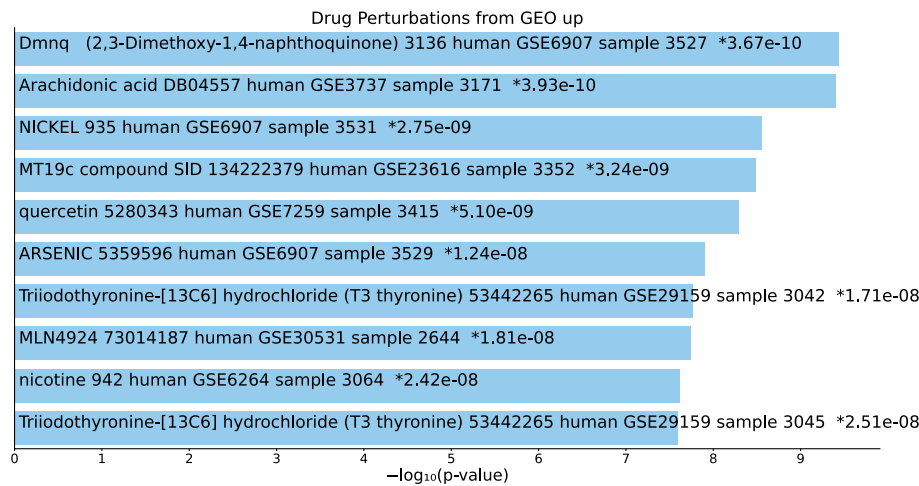 Drug Perturbations from GEO up
Dmnq (2,3-Dimethoxy-1,4-naphthoquinone) 3136 human GSE6907 sample 3527 *3.67e-10
Arachidonic acid DB04557 human GSE3737 sample 3171 *3.93e-10
NICKEL 935 human GSE6907 sample 3531 *2.75e-09
MT19c compound SID 134222379 human GSE23616 sample 3352 *3.24e-09
quercetin 5280343 human GSE7259 sample 3415 *5.10e-09
ARSENIC 5359596 human GSE6907 sample 3529 *1.24e-08
Triiodothyronine-[13C6] hydrochloride (T3 thyronine) 53442265 human GSE29159 sample 3042 *1.71e-08
MLN4924 73014187 human GSE30531 sample 2644 *1.81e-08
nicotine 942 human GSE6264 sample 3064 *2.42e-08
Triiodothyronine-[13C6] hydrochloride (T3 thyronine) 53442265 human GSE29159 sample 3045 *2.51e-08
0 1 2 3 4 5 6 7 8 9
−log₁₀(p-value)